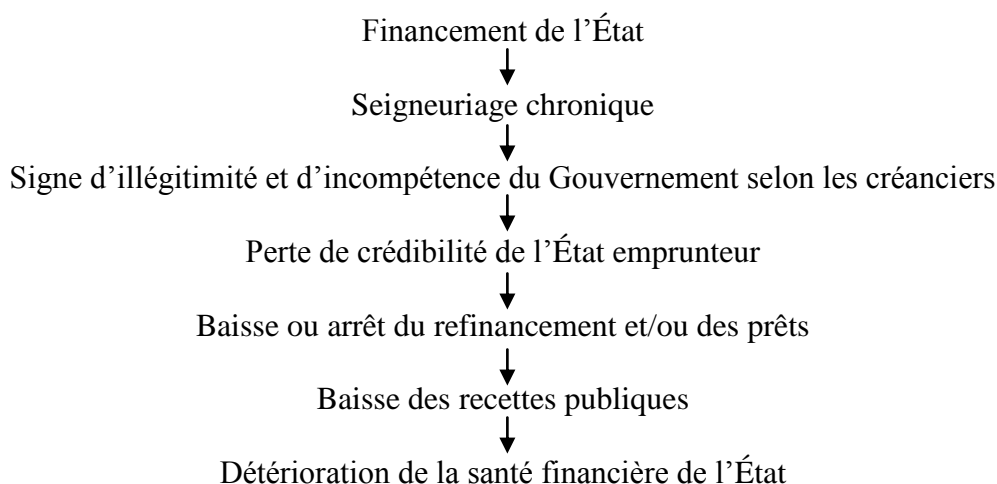 Financement de l’État
Seigneuriage chronique
Signe d’illégitimité et d’incompétence du Gouvernement selon les créanciers
Perte de crédibilité de l’État emprunteur
Baisse ou arrêt du refinancement et/ou des prêts
Baisse des recettes publiques
Détérioration de la santé financière de l’État